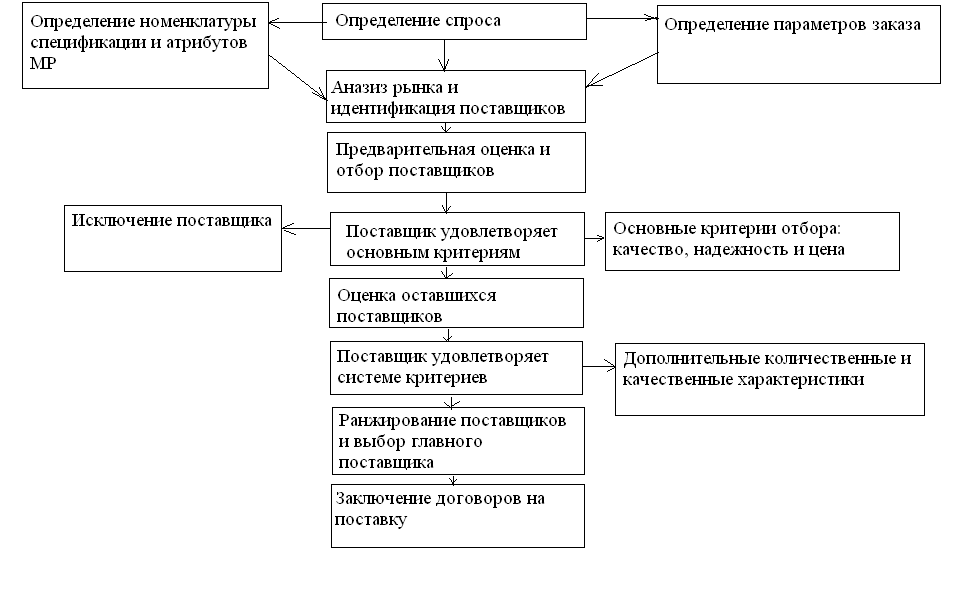 Определение номенклатуры
спецификации и атрибутов
МР
Определение спроса
Определение параметров заказа
Аназиз рынка и
идентификация поставщиков
Предварительная оценка и
отбор поставщиков
Исключение поставщика
Поставщик удовлетворяет
основным критериям
Основные критерии отбора:
качество, надежность и цена
Оценка оставшихся
поставщиков
Поставщик удовлетворяет
системе критериев
Дополнительные количественные и
качественные характеристики
Ранжирование поставщиков
и выбор главного
поставщика
Заключение договоров на
поставку